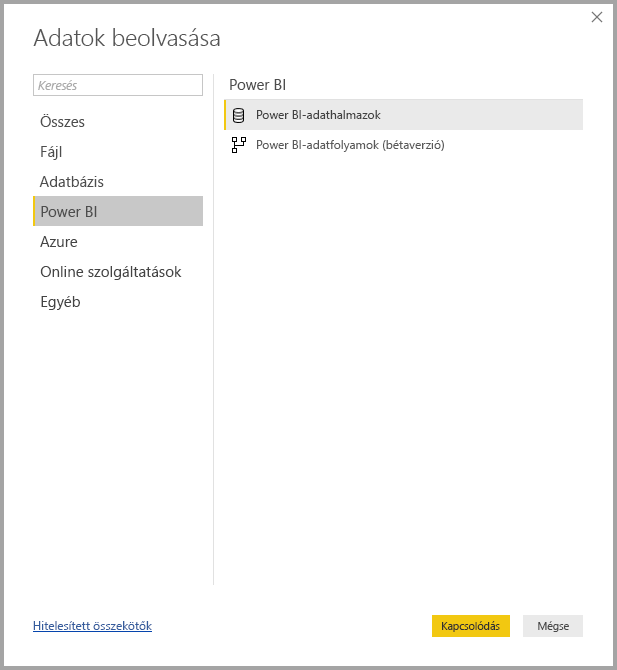 Adatok beolvasása
Keresés
Összes
Fájl
Adatbázis
Power BI
Azure
Online szolgáltatások
Egyéb
Power BI
Power BI-adathalmazok
Power BI-adatfolyamok (bétaverzió)
Hitelesített összekötők
Kapcsolódás
Mégse